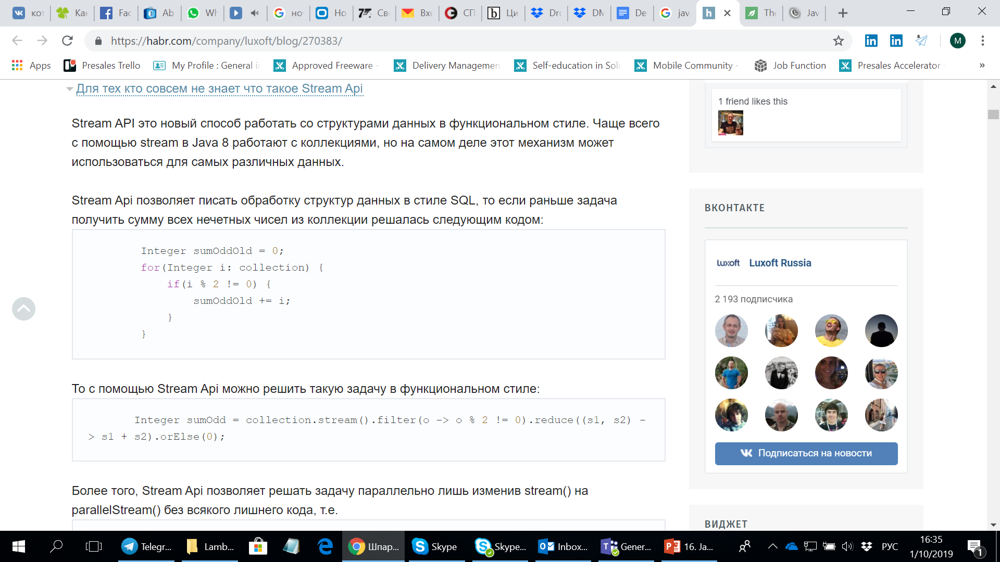 кот
Как
Fac
Ab
Wh
но
Но
Све
Вхо
СП
Ци
Dro
DM
De
jav
The
Jav
https://habr.com/company/luxoft/blog/270383/
M
Apps
Presales Trello
My Profile : General in
Approved Freeware -
Delivery Managemen
Self-education in Solu
Mobile Community -
Job Function
Presales Accelerator -
»
Для тех кто совсем не знает что такое Stream Api
Stream API это новый способ работать со структурами данных в функциональном стиле. Чаще всего
с помощью stream в Java 8 работают с коллекциями, но на самом деле этот механизм может
использоваться для самых различных данных.
Stream Api позволяет писать обработку структур данных в стиле SQL, то если раньше задача
получить сумму всех нечетных чисел из коллекции решалась следующим кодом:
Integer sumOddOld = 0;
for(Integer i: collection) {
if(i % 2 != 0) {
sumOddOld += i;
}
}
То с помощью Stream Api можно решить такую задачу в функциональном стиле:
Integer sumOdd = collection.stream().filter(o -> o % 2 != 0).reduce((s1, s2) -
> s1 + s2).orElse(0);
Более того, Stream Api позволяет решать задачу параллельно лишь изменив stream() на
parallelStream() без всякого лишнего кода, т.е.
1 friend likes this
ВКОНТАКТЕ
luxoft Luxoft Russia
2 193 подписчика
Подписаться на новости
ВИДЖЕТ
Telegr...
Lamb...
Шпар...
Skype
Skype...
Inbox...
Gener...
16. Ja...
РУС
16:35
1/10/2019
1